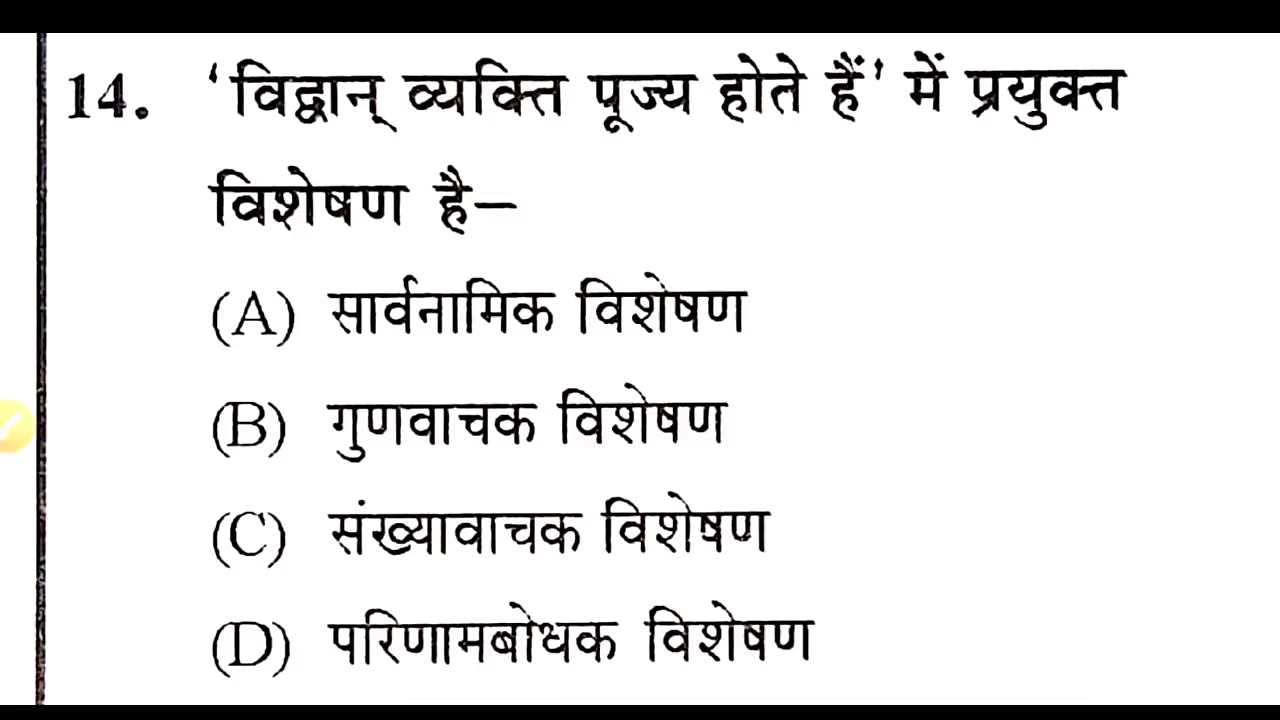 14. ‘विद्वान् व्यक्ति पूज्य होते हैं’ में प्रयुक्त
विशेषण है–
(A) सार्वनामिक विशेषण
(B) गुणवाचक विशेषण
(C) संख्यावाचक विशेषण
(D) परिणामबोधक विशेषण